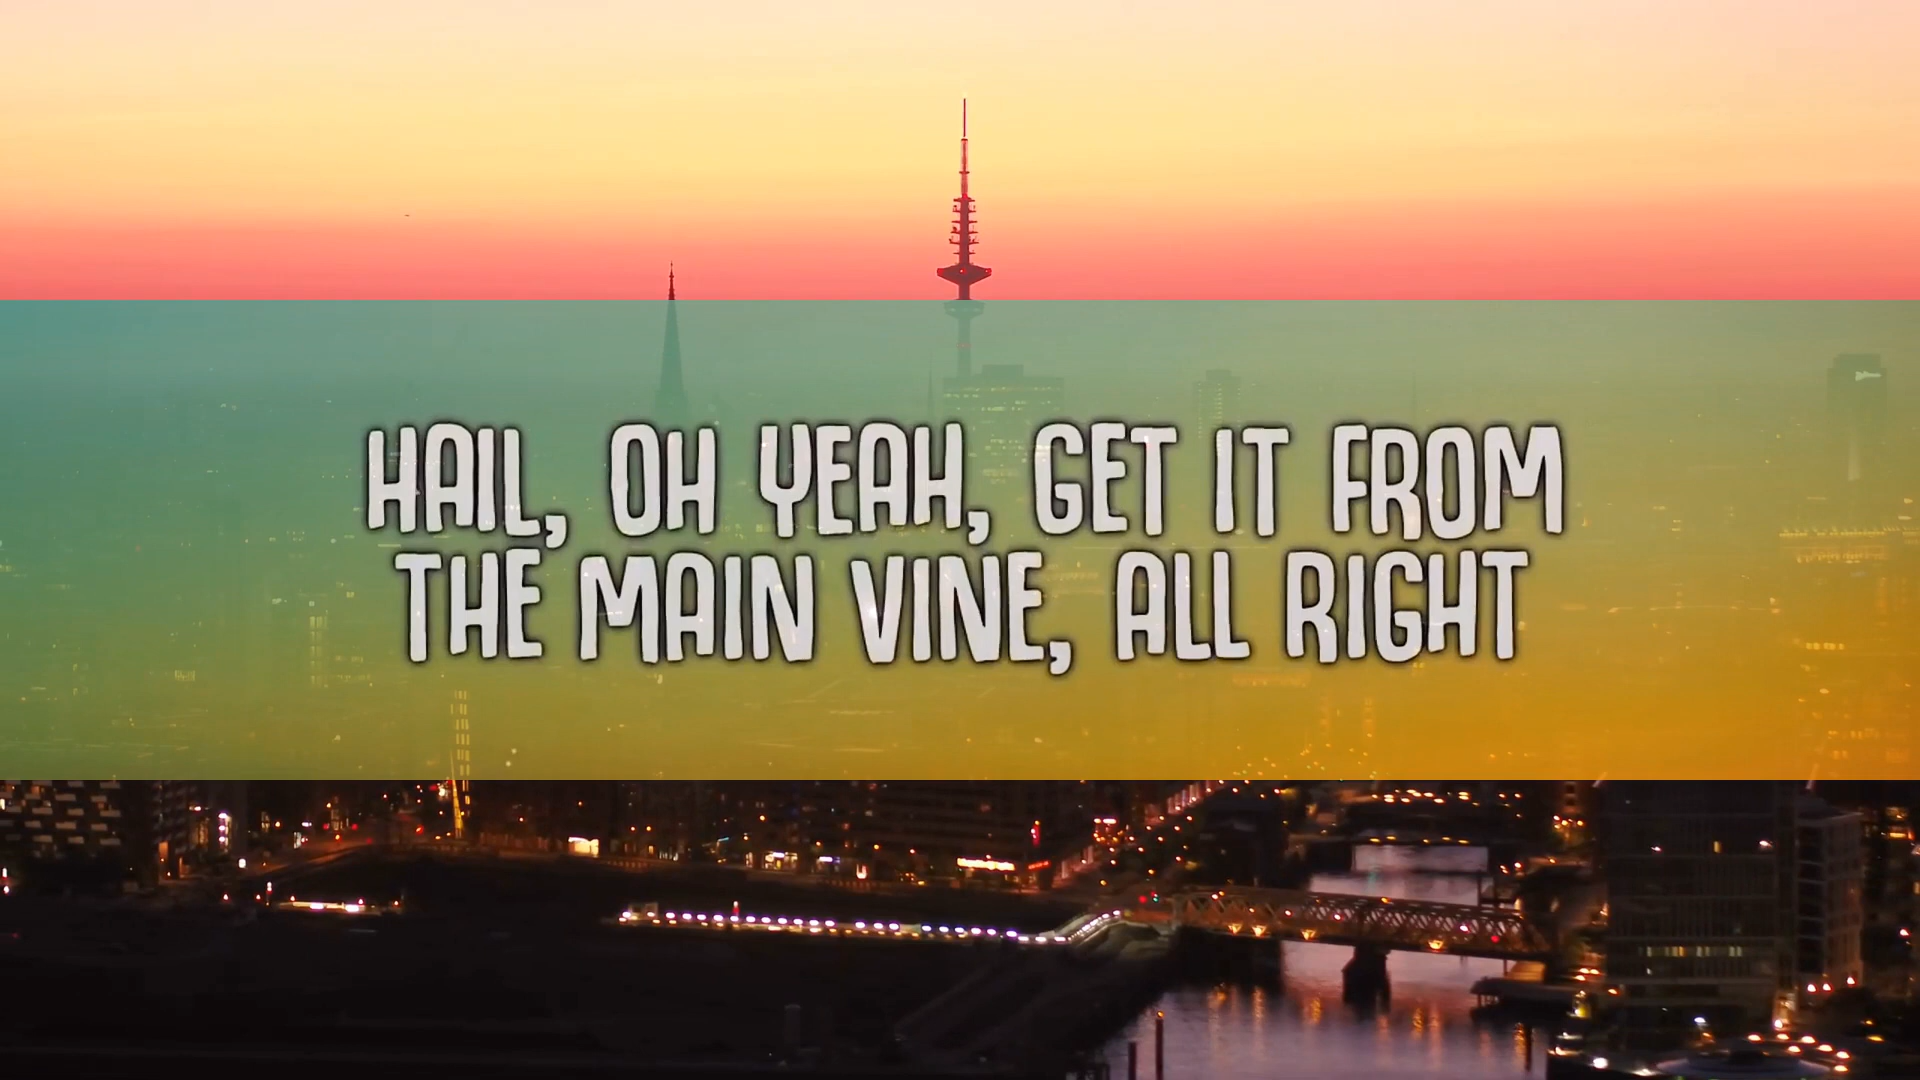 HAIL, OH YEAH, GET IT FROM
THE MAIN VINE, ALL RIGHT